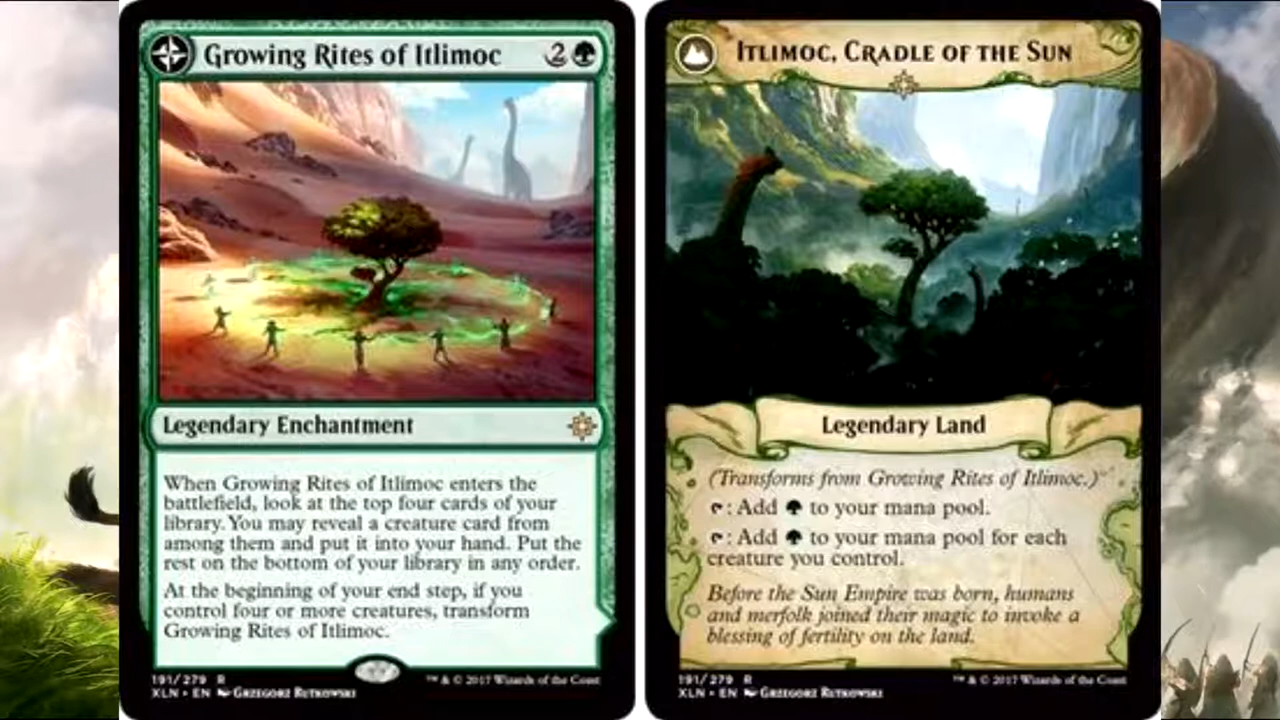 Growing Rites of Itlimoc 2
Legendary Enchantment
When Growing Rites of Itlimoc enters the
battlefield, look at the top four cards of your
library. You may reveal a creature card from
among them and put it into your hand. Put the
rest on the bottom of your library in any order.
At the beginning of your end step, if you
control four or more creatures, transform
Growing Rites of Itlimoc.
191/279 R
XLN • EN Grzegorz Rutkowski
™ & © 2017 Wizards of the Coast
Itlimoc, Cradle of the Sun
Legendary Land
(Transforms from Growing Rites of Itlimoc.)
: Add to your mana pool.
: Add to your mana pool for each
creature you control.
Before the Sun Empire was born, humans
and merfolk joined their magic to invoke a
blessing of fertility on the land.
191/279 R
XLN • EN Grzegorz Rutkowski
™ & © 2017 Wizards of the Coast